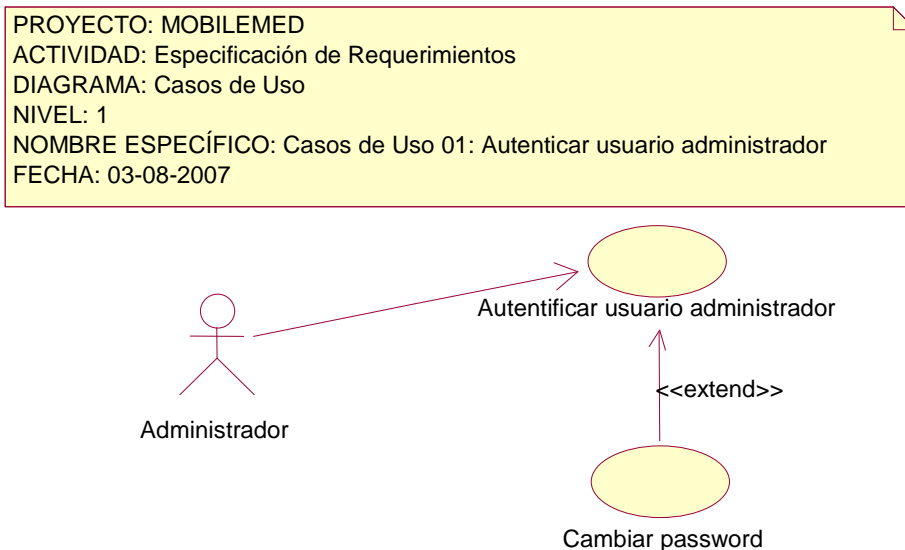 PROYECTO: MOBILEMED
ACTIVIDAD: Especificación de Requerimientos
DIAGRAMA: Casos de Uso
NIVEL: 1
NOMBRE ESPECÍFICO: Casos de Uso 01: Autenticar usuario administrador
FECHA: 03-08-2007
Autentificar usuario administrador
<<extend>>
Administrador
Cambiar password